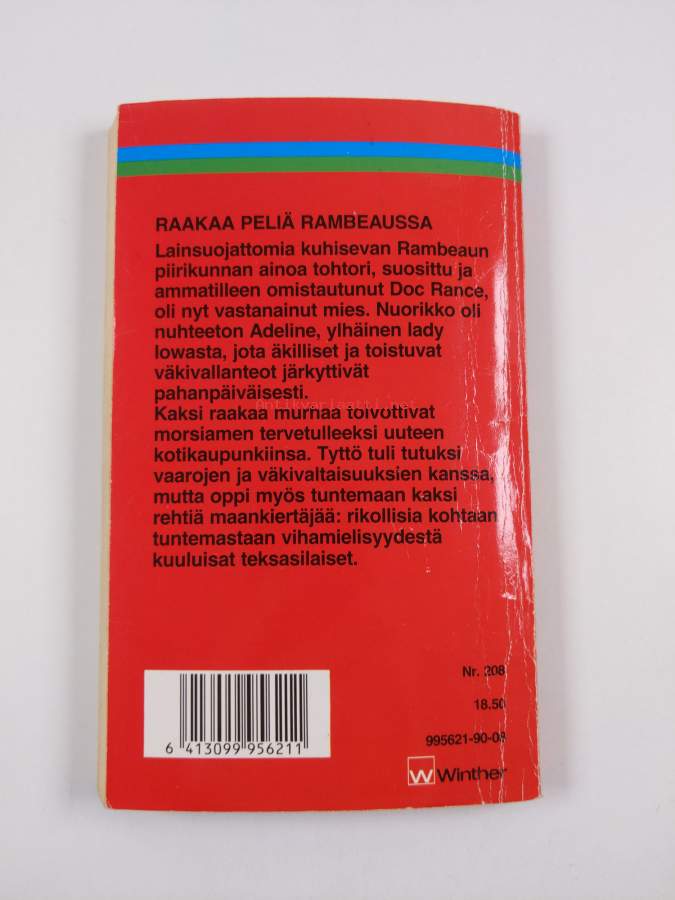 RAAKAA PELIÄ RAMBEAUSSA
Lainsuojattomia kuhisevan Rambeaun
piirikunnan ainoa tohtori, suosittu ja
ammatilleen omistautunut Doc Rance,
oli nyt vastanainut mies. Nuorikko oli
nuhteeton Adeline, ylhäinen lady
Iowasta, jota äkilliset ja toistuvat
väkivallanteot järkyttivät
pahanpäiväisesti.
Antikvariaatti.net
Kaksi raakaa murhaa toivottivat
morsiamen tervetulleeksi uuteen
kotikaupunkiinsa. Tyttö tuli tutuksi
vaarojen ja väkivaltaisuuksien kanssa,
mutta oppi myös tuntemaan kaksi
rehtiä maankiertäjää: rikollisia kohtaan
tuntemastaan vihamielisyydestä
kuuluisat teksasilaiset.
Nr. 208
18.50
995621-90-08
6 413099 956211
W Winther